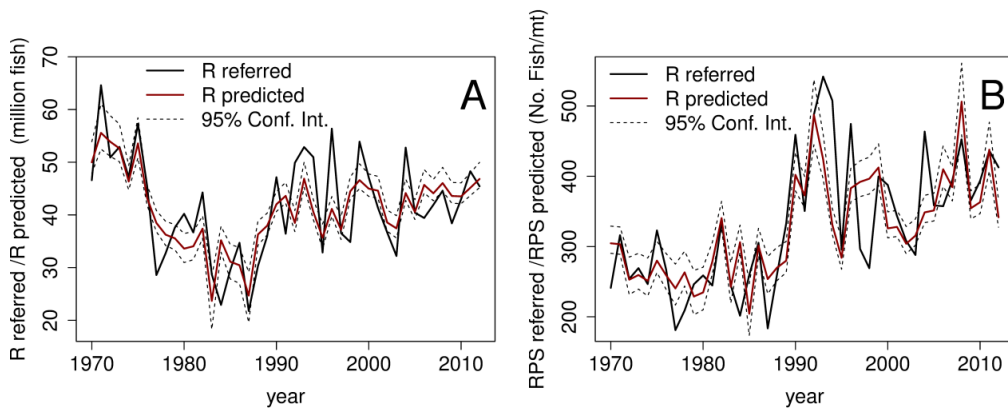 R referred /R predicted (million fish)
70
60
50
40
30
20
R referred
R predicted
95% Conf. Int.
A
1970
1980
1990
2000
2010
year
RPS referred /RPS predicted (No. Fish/mt)
500
400
300
200
R referred
R predicted
95% Conf. Int.
B
1970
1980
1990
2000
2010
year